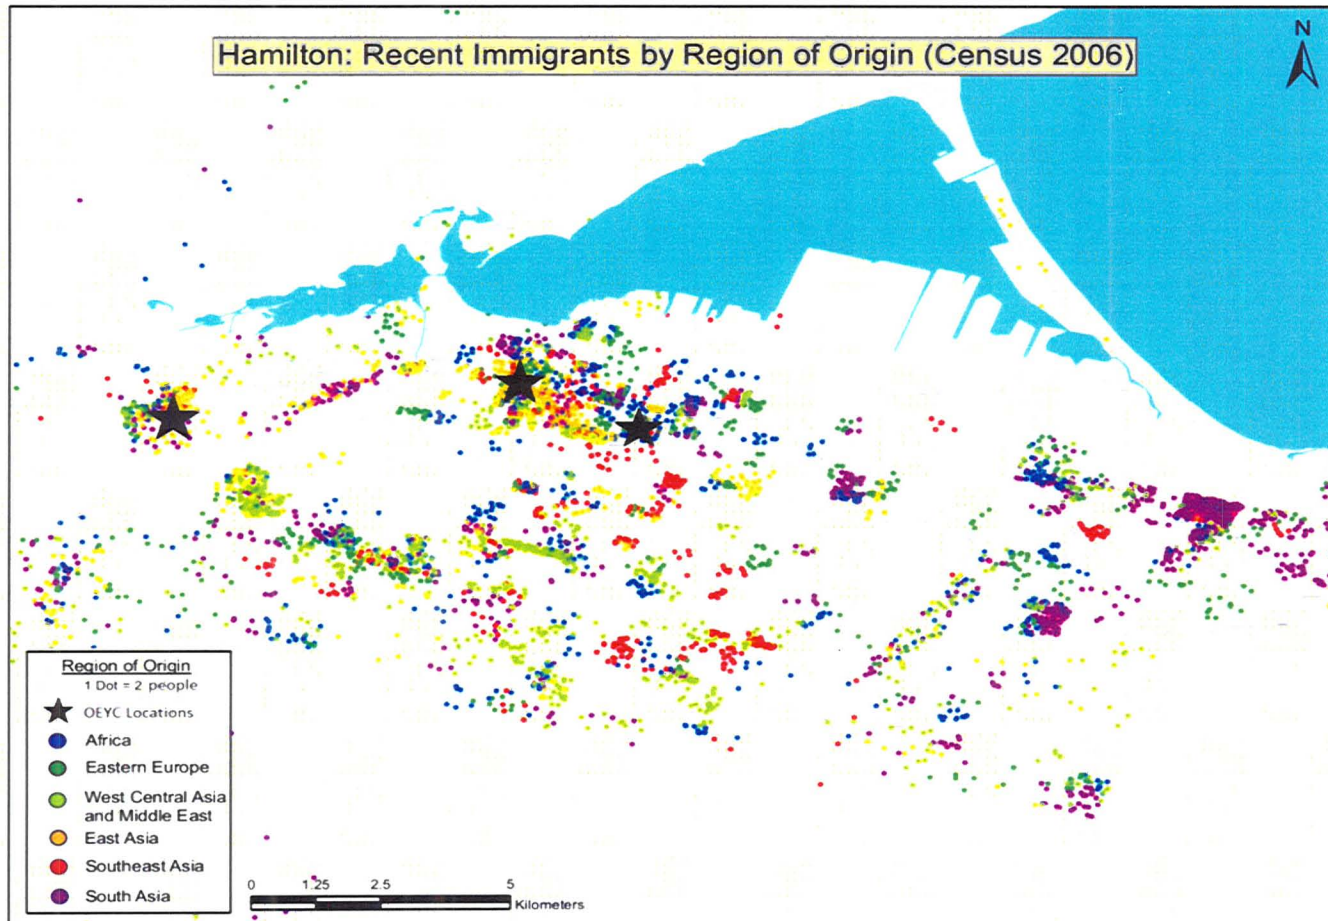 Hamilton: Recent Immigrants by Region of Origin (Census 2006)
N
Region of Origin
1 Dot = 2 people
OEYC Locations
Africa
Eastern Europe
West Central Asia
and Middle East
East Asia
Southeast Asia
South Asia
0 1.25 2.5 5
Kilometers